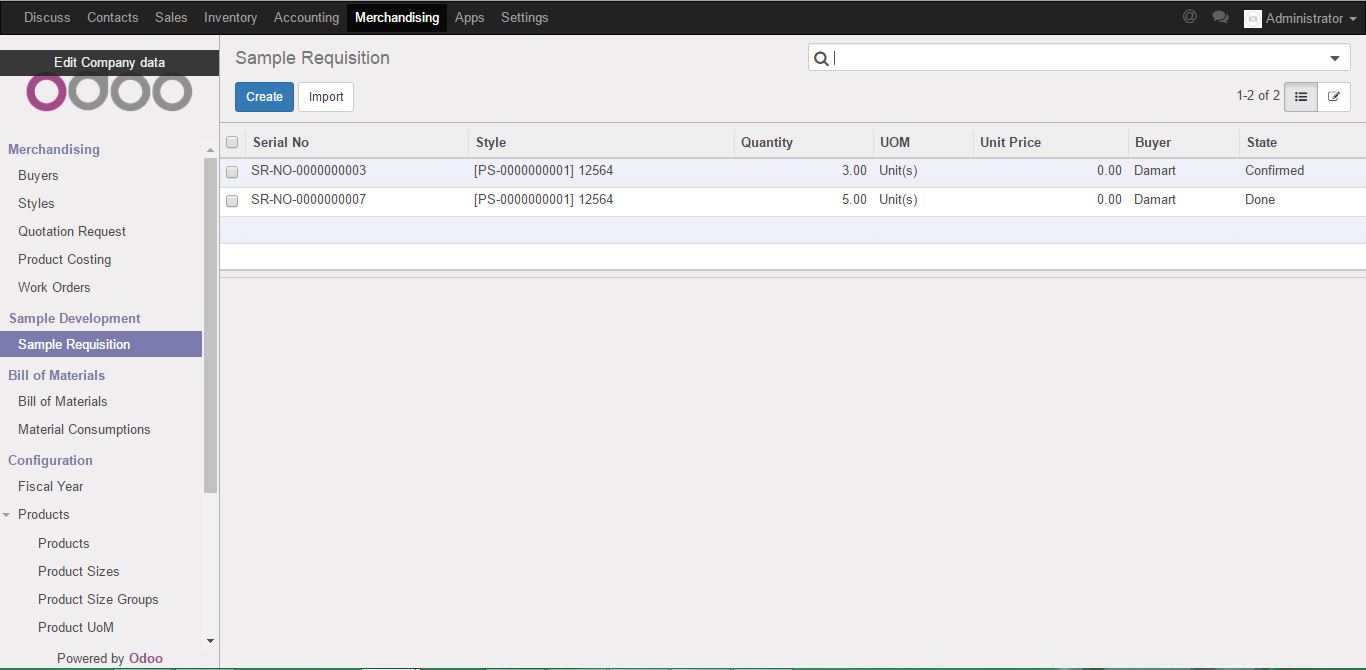 Discuss Contacts Sales Inventory Accounting Merchandising Apps Settings @ Administrator
Edit Company data
odoo
Merchandising
Buyers
Styles
Quotation Request
Product Costing
Work Orders
Sample Development
Sample Requisition
Bill of Materials
Bill of Materials
Material Consumptions
Configuration
Fiscal Year
Products
Products
Product Sizes
Product Size Groups
Product UoM
Powered by Odoo
Sample Requisition
Create Import
1-2 of 2
Serial No Style Quantity UOM Unit Price Buyer State
SR-NO-0000000003 [PS-0000000001] 12564 3.00 Unit(s) 0.00 Damart Confirmed
SR-NO-0000000007 [PS-0000000001] 12564 5.00 Unit(s) 0.00 Damart Done